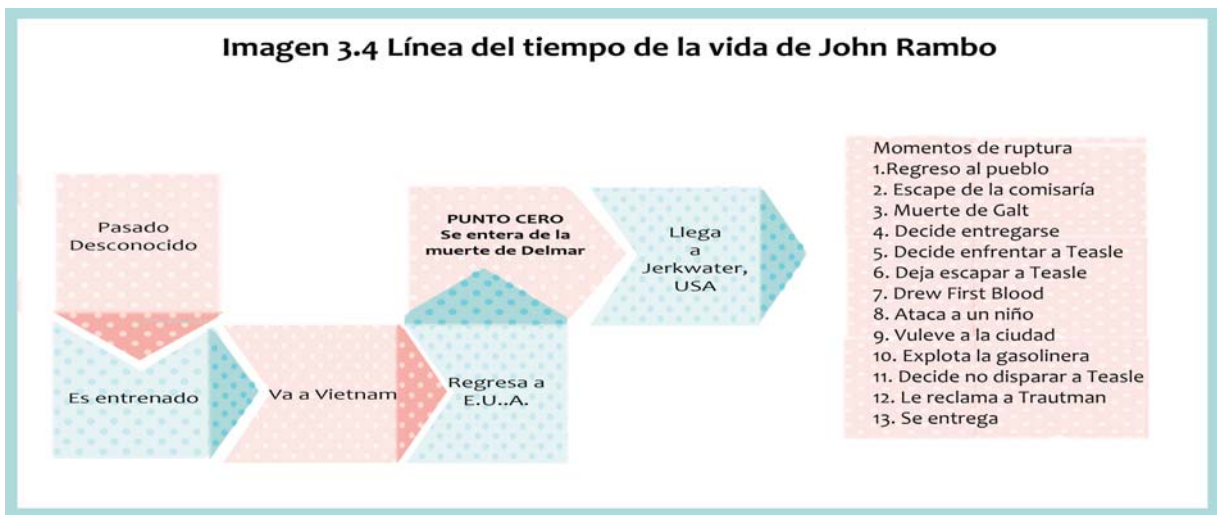 Imagen 3.4 Línea del tiempo de la vida de John Rambo
Pasado
Desconocido
Es entrenado
Va a Vietnam
Regresa a
E.U..A.
PUNTO CERO
Se entera de la
muerte de Delmar
Llega
a
Jerkwater,
USA
Momentos de ruptura
1.Regreso al pueblo
2. Escape de la comisaría
3. Muerte de Galt
4. Decide entregarse
5. Decide enfrentar a Teasle
6. Deja escapar a Teasle
7. Drew First Blood
8. Ataca a un niño
9. Vuleve a la ciudad
10. Explota la gasolinera
11. Decide no disparar a Teasle
12. Le reclama a Trautman
13. Se entrega